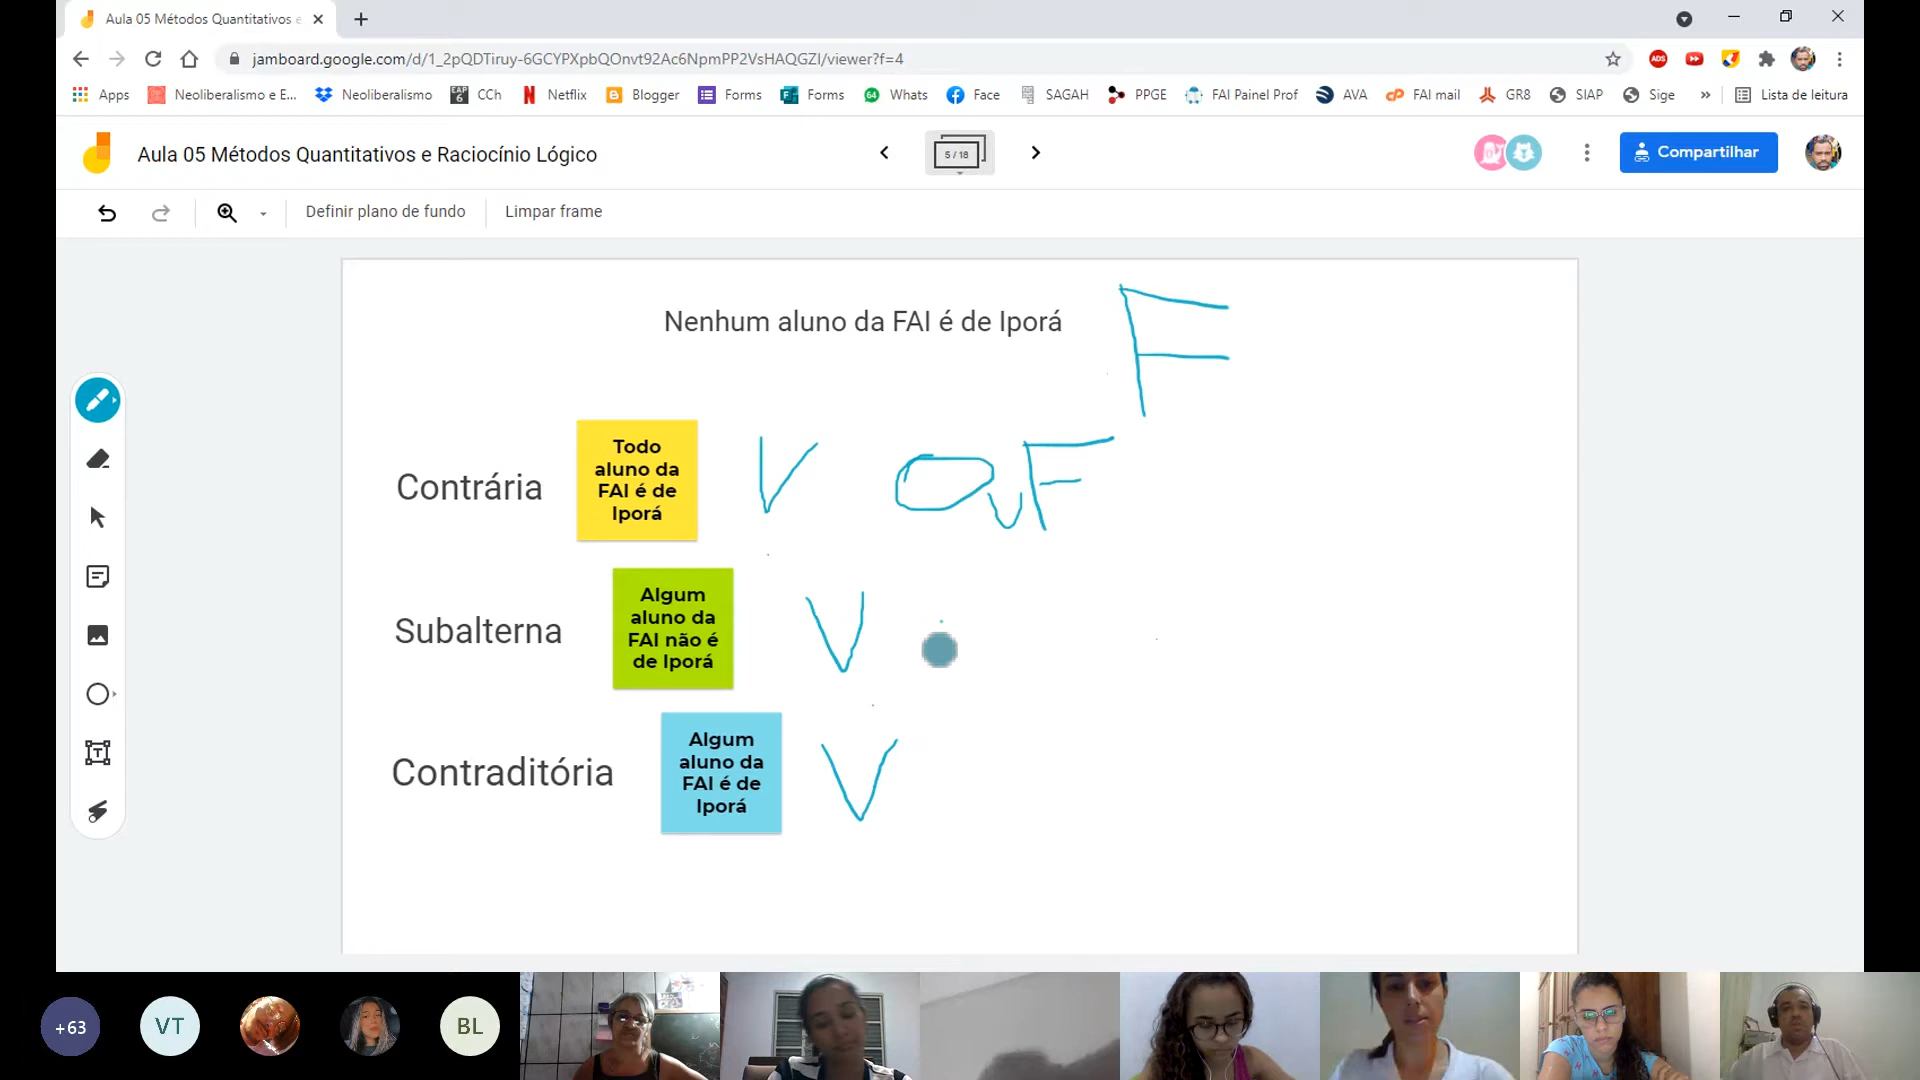 Aula 05 Métodos Quantitativos e
jamboard.google.com/d/1_2pQDTiruy-6GCYPXpbQOnvt92Ac6NpmPP2VsHAQGZI/viewer?f=4
ADS
Apps Neoliberalismo e E... Neoliberalismo EAP 6 CCh Netflix Blogger Forms Forms 64 Whats Face SAGAH PPGE FAI Painel Prof AVA FAI mail GR8 SIAP Sige » Lista de leitura
Aula 05 Métodos Quantitativos e Raciocínio Lógico
5 / 18
Compartilhar
Definir plano de fundo Limpar frame
Nenhum aluno da FAI é de Iporá F
Contrária
Todo
aluno da
FAI é de
Iporá
V ou F
Subalterna
Algum
aluno da
FAI não é
de Iporá
V
Contraditória
Algum
aluno da
FAI é de
Iporá
V
+63 VT BL